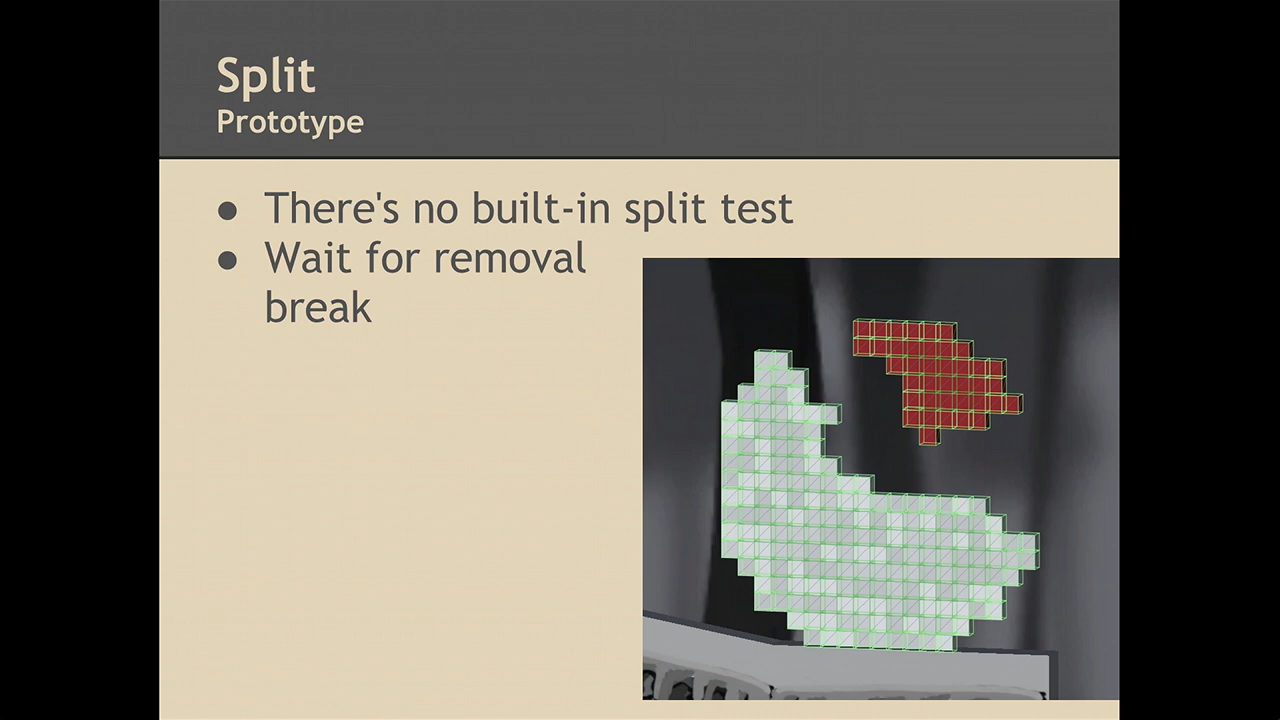 Split
Prototype
● There's no built-in split test
● Wait for removal
break